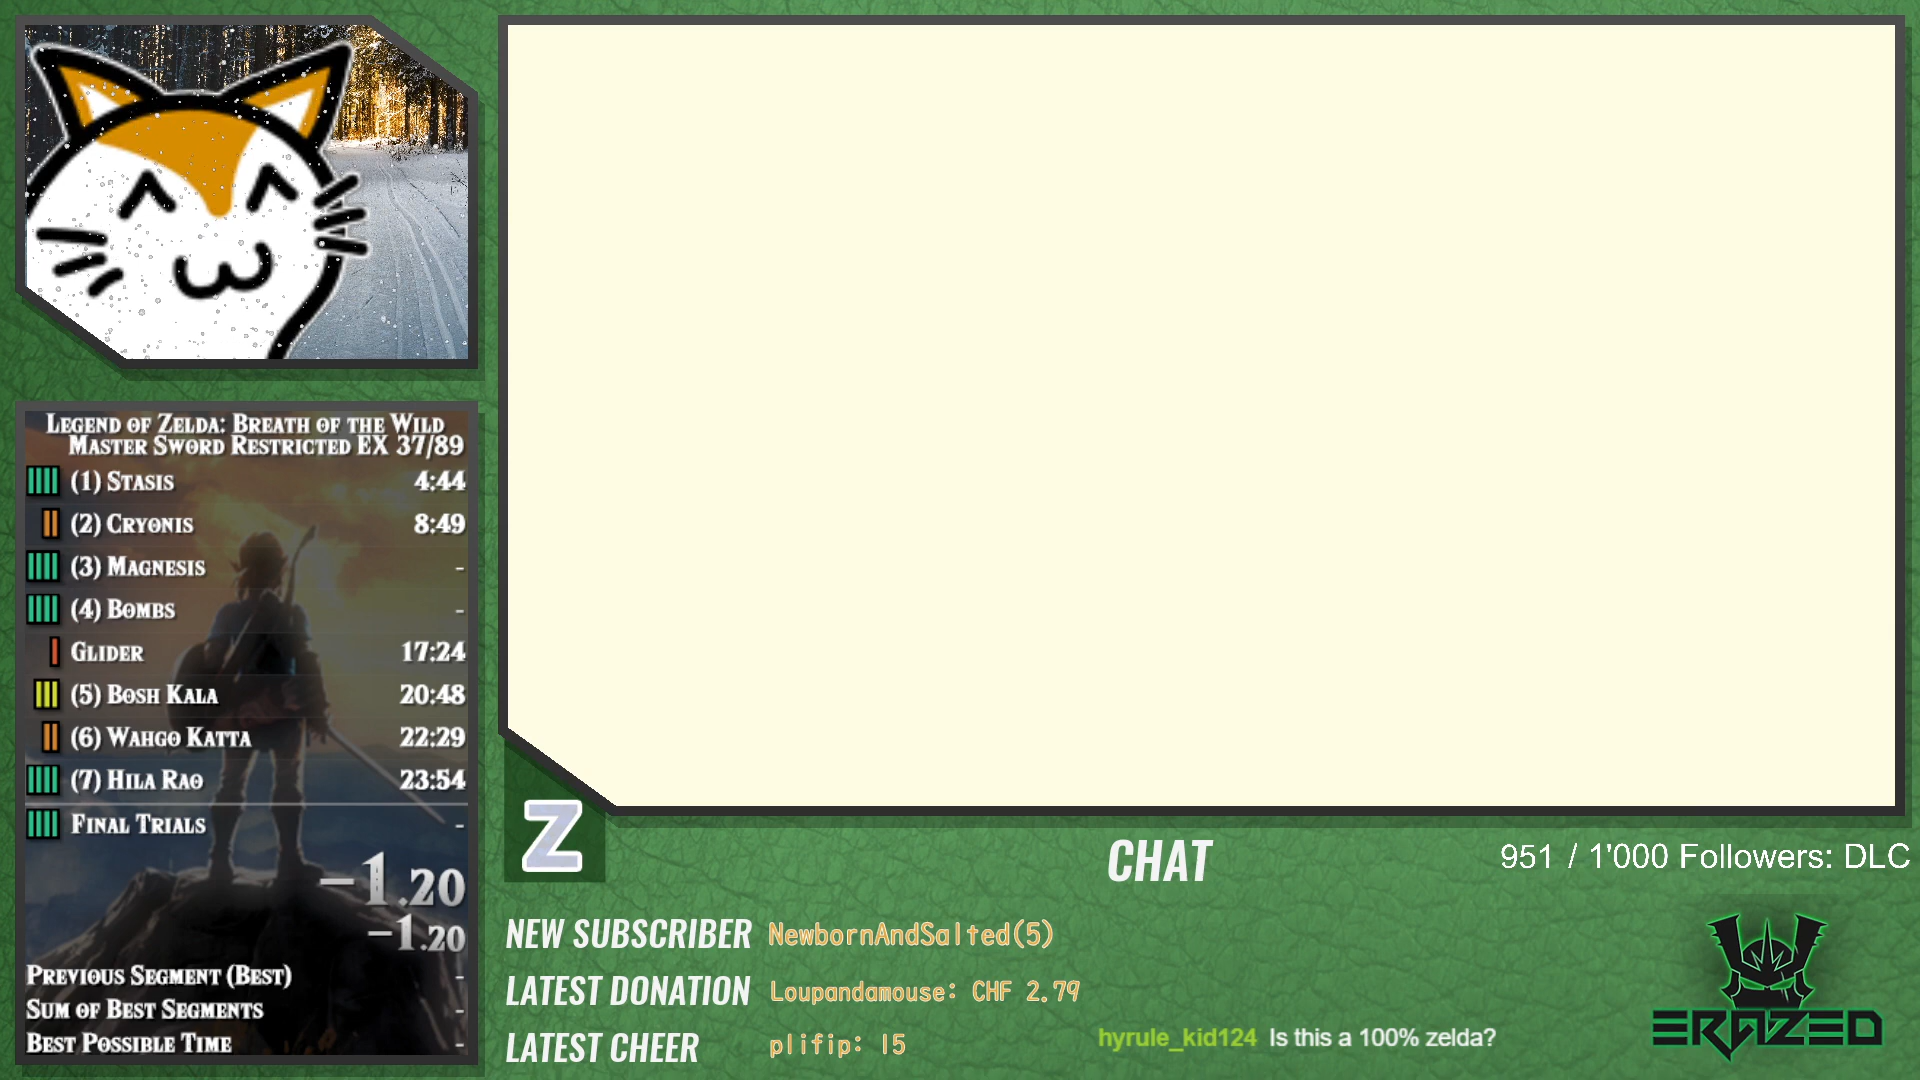 LEGEND OF ZELDA: BREATH OF THE WILD
MASTER SWORD RESTRICTED EX 37/89
(1) STASIS 4:44
(2) CRYONIS 8:49
(3) MAGNESIS -
(4) BOMBS -
GLIDER 17:24
(5) BOSH KALA 20:48
(6) WAHGO KATTA 22:29
(7) HILA RAO 23:54
FINAL TRIALS -
-1.20
-1.20
PREVIOUS SEGMENT (BEST) -
SUM OF BEST SEGMENTS -
BEST POSSIBLE TIME -
Z
CHAT
951 / 1'000 Followers: DLC
NEW SUBSCRIBER NewbornAndSalted(5)
LATEST DONATION Loupandamouse: CHF 2.79
LATEST CHEER plifip: 15
hyrule_kid124 Is this a 100% zelda?
ERAZED